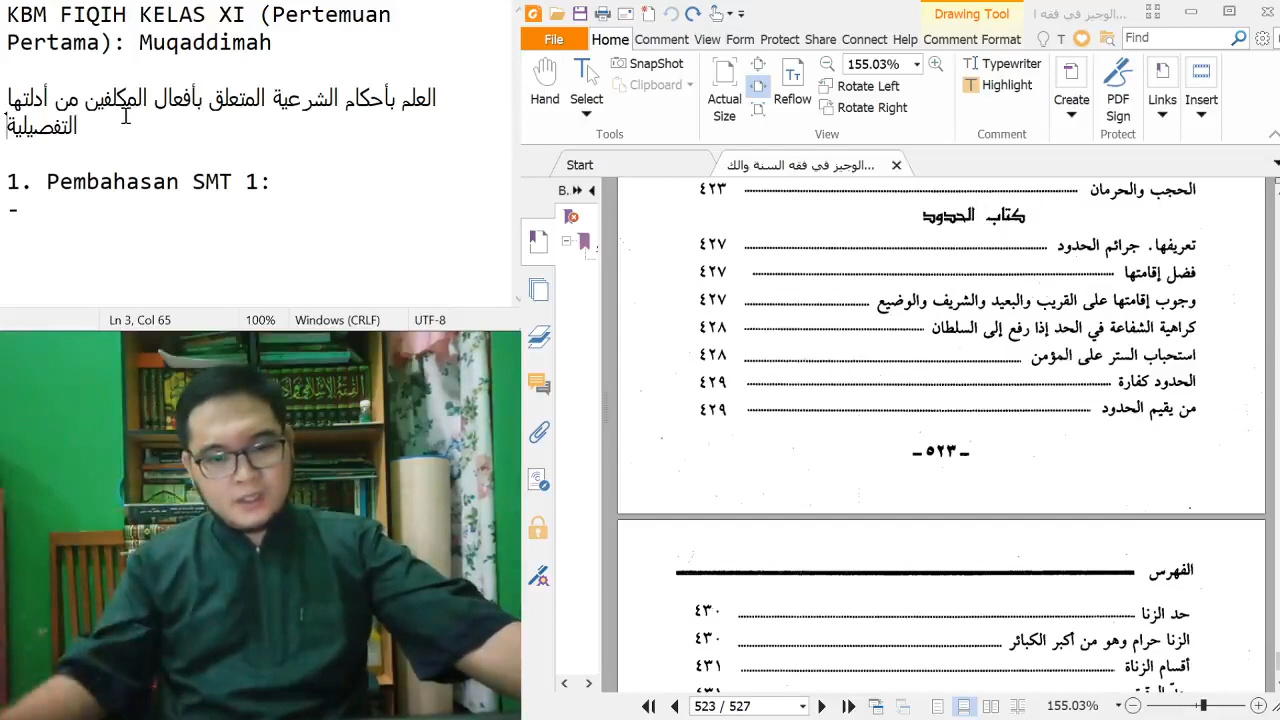 KBM FIQIH KELAS XI (Pertemuan
Pertama): Muqaddimah
العلم بأحكام الشرعية المتعلق بأفعال المكلفين من أدلتها
التفصيلية
1. Pembahasan SMT 1:
-
Ln 3, Col 65
100%
Windows (CRLF)
UTF-8
Drawing Tool
الوجيز في فقه ا
File
Home
Comment
View
Form
Protect
Share
Connect
Help
Comment Format
Find
Hand
Select
SnapShot
Tools
Actual
Size
Reflow
155.03%
Rotate Left
Rotate Right
View
Typewriter
Highlight
Comment
PDF
Sign
Protect
Create
Links
Insert
Start
الوجيز في فقه السنة والك...
B..
الحجب والحرمان ٤٢٣
كتاب الحدود
تعريفها. جرائم الحدود ٤٢٧
فضل إقامتها ٤٢٧
وجوب إقامتها على القريب والبعيد والشريف والوضيع ٤٢٧
كراهية الشفاعة في الحد إذا رفع إلى السلطان ٤٢٨
استحباب الستر على المؤمن ٤٢٨
الحدود كفارة ٤٢٩
من يقيم الحدود ٤٢٩
-٥٢٣-
الفهرس
حد الزنا ٤٣٠
الزنا حرام وهو من أكبر الكبائر ٤٣٠
أقسام الزناة ٤٣١
523 / 527
155.03%